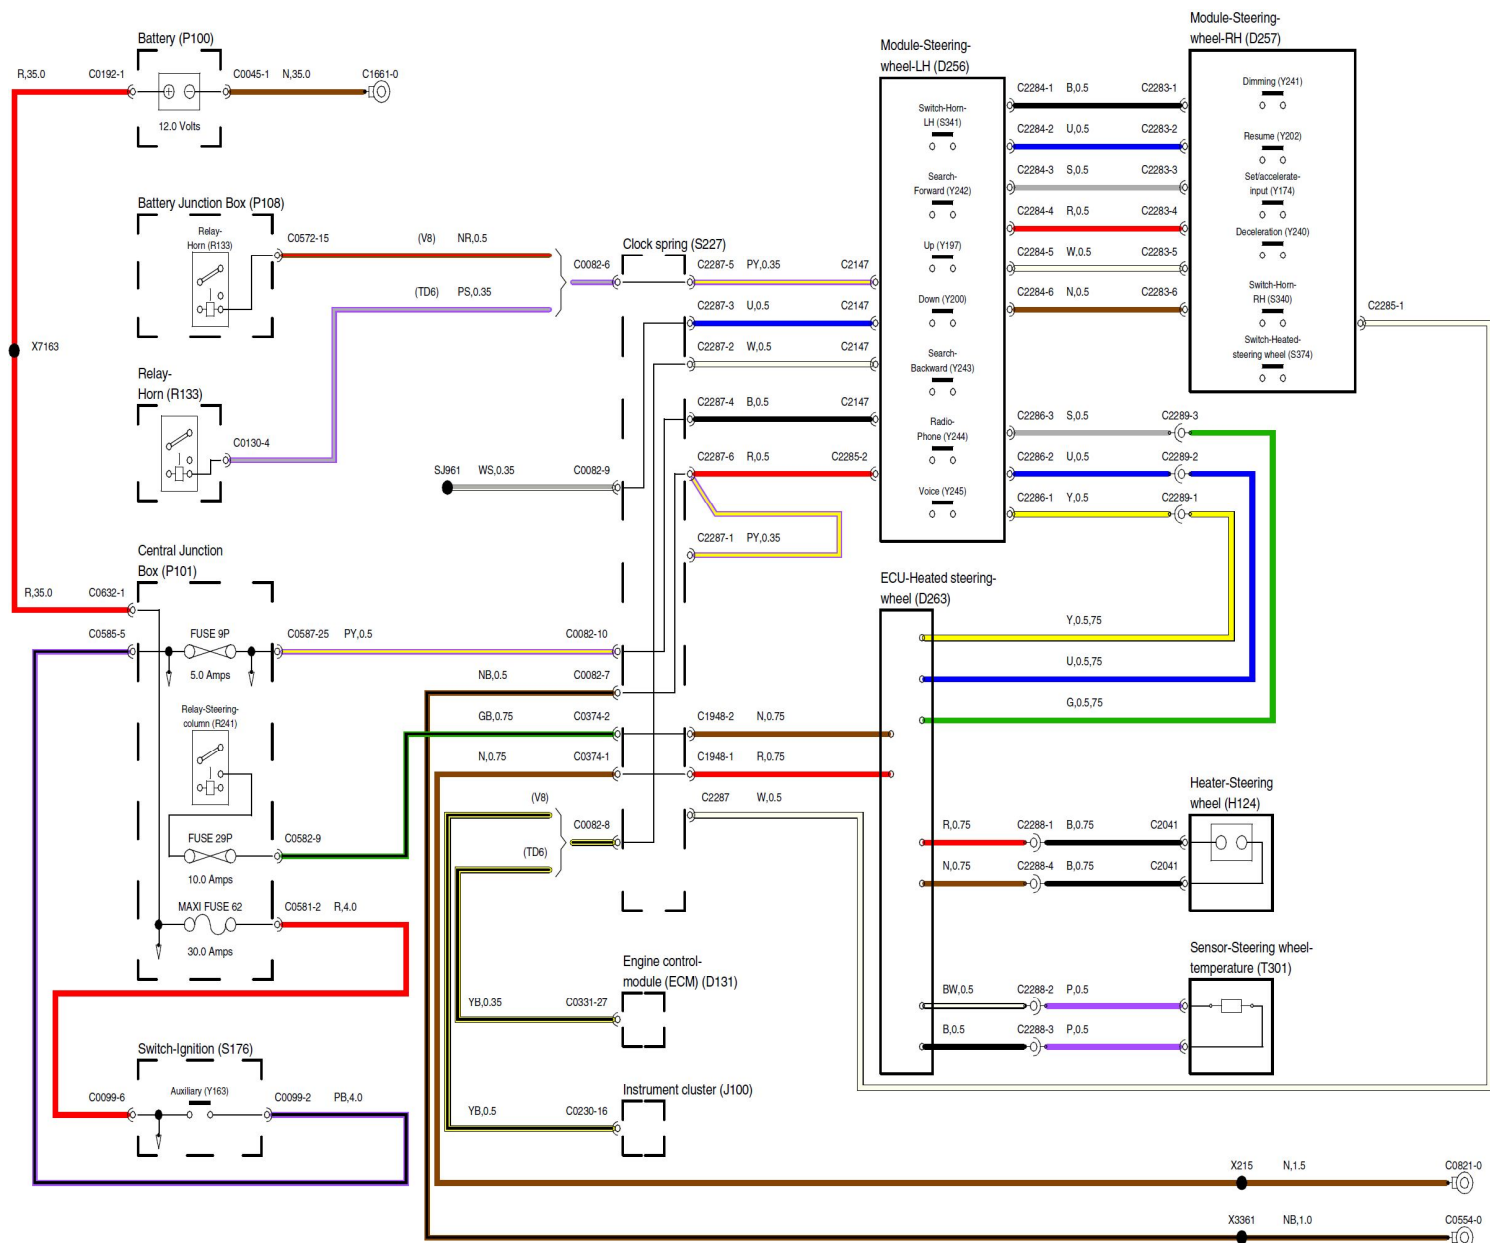 Battery (P100)
R,35.0
C0192-1
C0045-1
N,35.0
C1661-0
12.0 Volts
Battery Junction Box (P108)
Relay-
Horn (R133)
C0572-15
(V8)
NR,0.5
(TD6)
PS,0.35
C0082-6
X7163
Relay-
Horn (R133)
C0130-4
SJ961
WS,0.35
C0082-9
Central Junction
Box (P101)
R,35.0
C0632-1
C0585-5
FUSE 9P
5.0 Amps
C0587-25
PY,0.5
C0082-10
NB,0.5
C0082-7
Relay-Steering-
column (R241)
GB,0.75
C0374-2
N,0.75
C0374-1
FUSE 29P
10.0 Amps
C0582-9
(V8)
(TD6)
C0082-8
MAXI FUSE 62
30.0 Amps
C0581-2
R,4.0
Switch-Ignition (S176)
C0099-6
Auxiliary (Y163)
C0099-2
PB,4.0
Clock spring (S227)
C2287-5
PY,0.35
C2147
C2287-3
U,0.5
C2147
C2287-2
W,0.5
C2147
C2287-4
B,0.5
C2147
C2287-6
R,0.5
C2285-2
C2287-1
PY,0.35
C1948-2
N,0.75
C1948-1
R,0.75
C2287
W,0.5
Engine control-
module (ECM) (D131)
YB,0.35
C0331-27
Instrument cluster (J100)
YB,0.5
C0230-16
Module-Steering-
wheel-LH (D256)
Switch-Horn-
LH (S341)
Search-
Forward (Y242)
Up (Y197)
Down (Y200)
Search-
Backward (Y243)
Radio-
Phone (Y244)
Voice (Y245)
C2284-1
B,0.5
C2283-1
C2284-2
U,0.5
C2283-2
C2284-3
S,0.5
C2283-3
C2284-4
R,0.5
C2283-4
C2284-5
W,0.5
C2283-5
C2284-6
N,0.5
C2283-6
Module-Steering-
wheel-RH (D257)
Dimming (Y241)
Resume (Y202)
Set/accelerate-
input (Y174)
Deceleration (Y240)
Switch-Horn-
RH (S340)
Switch-Heated-
steering wheel (S374)
C2285-1
C2286-3
S,0.5
C2289-3
C2286-2
U,0.5
C2289-2
C2286-1
Y,0.5
C2289-1
ECU-Heated steering-
wheel (D263)
Y,0.5,75
U,0.5,75
G,0.5,75
Heater-Steering
wheel (H124)
R,0.75
C2288-1
B,0.75
C2041
N,0.75
C2288-4
B,0.75
C2041
Sensor-Steering wheel-
temperature (T301)
BW,0.5
C2288-2
P,0.5
B,0.5
C2288-3
P,0.5
X215
N,1.5
C0821-0
X3361
NB,1.0
C0554-0